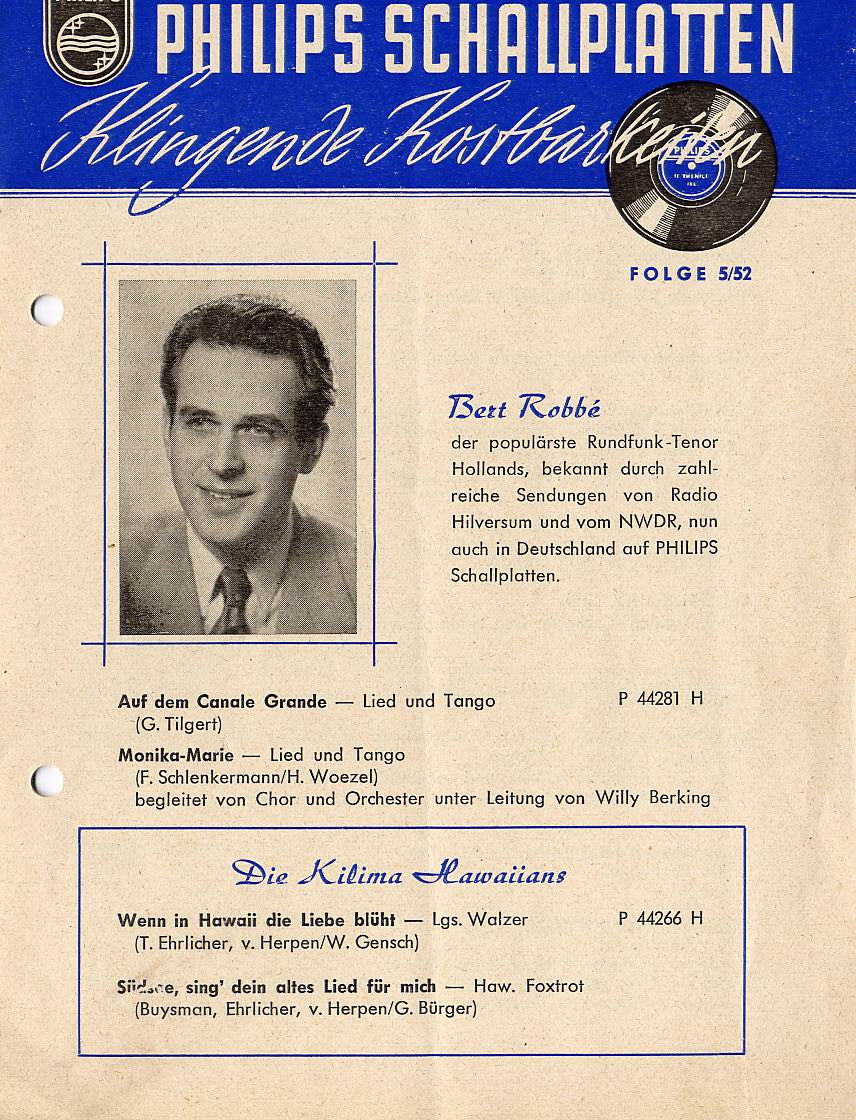 PHILIPS SCHALLPLATTEN
Klingende Kostbarkeiten
PHILIPS
FOLGE 5/52
Bert Robbé
der populärste Rundfunk-Tenor
Hollands, bekannt durch zahl-
reiche Sendungen von Radio
Hilversum und vom NWDR, nun
auch in Deutschland auf PHILIPS
Schallplatten.
Auf dem Canale Grande — Lied und Tango P 44281 H
(G. Tilgert)
Monika-Marie — Lied und Tango
(F. Schlenkermann/H. Woezel)
begleitet von Chor und Orchester unter Leitung von Willy Berking
Die Kilima Hawaiians
Wenn in Hawaii die Liebe blüht — Lgs. Walzer P 44266 H
(T. Ehrlicher, v. Herpen/W. Gensch)
Südsee, sing' dein altes Lied für mich — Haw. Foxtrot
(Buysman, Ehrlicher, v. Herpen/G. Bürger)